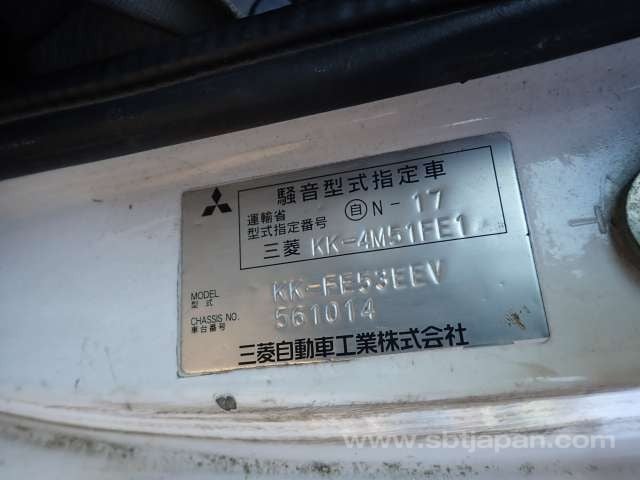 騒音型式指定車
運輸省
型式指定番号 自 N-17
三菱 KK-4M51EE1
MODEL
型式 KK-FE53EEV
CHASSIS NO.
車台番号 561014
三菱自動車工業株式会社
www.sbtjapan.com